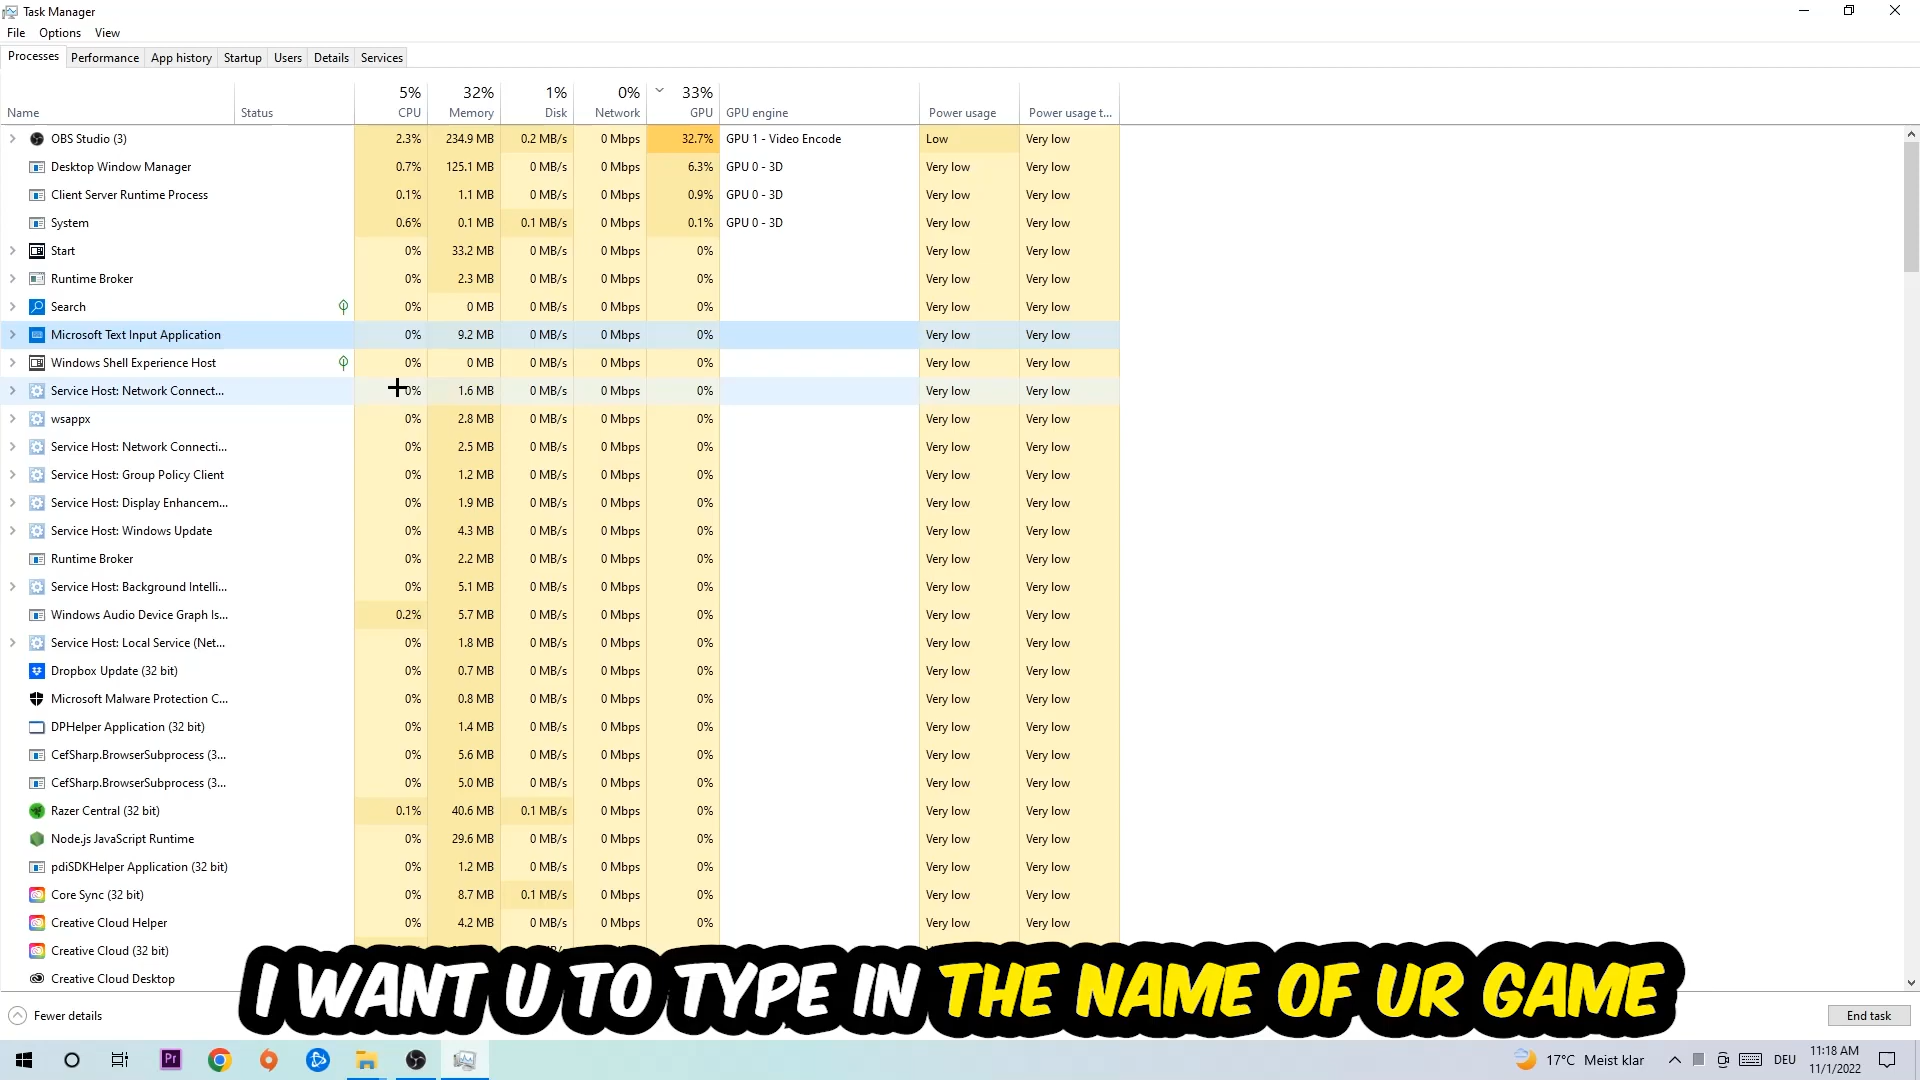 Task Manager
File Options View
Processes Performance App history Startup Users Details Services
5% 32% 1% 0% 33%
Name Status CPU Memory Disk Network GPU GPU engine Power usage Power usage t...
OBS Studio (3) 2.3% 234.9 MB 0.2 MB/s 0 Mbps 32.7% GPU 1 - Video Encode Low Very low
Desktop Window Manager 0.7% 125.1 MB 0 MB/s 0 Mbps 6.3% GPU 0 - 3D Very low Very low
Client Server Runtime Process 0.1% 1.1 MB 0 MB/s 0 Mbps 0.9% GPU 0 - 3D Very low Very low
System 0.6% 0.1 MB 0.1 MB/s 0 Mbps 0.1% GPU 0 - 3D Very low Very low
Start 0% 33.2 MB 0 MB/s 0 Mbps 0% Very low Very low
Runtime Broker 0% 2.3 MB 0 MB/s 0 Mbps 0% Very low Very low
Search 0% 0 MB 0 MB/s 0 Mbps 0% Very low Very low
Microsoft Text Input Application 0% 9.2 MB 0 MB/s 0 Mbps 0% Very low Very low
Windows Shell Experience Host 0% 0 MB 0 MB/s 0 Mbps 0% Very low Very low
Service Host: Network Connect... 0% 1.6 MB 0 MB/s 0 Mbps 0% Very low Very low
wsappx 0% 2.8 MB 0 MB/s 0 Mbps 0% Very low Very low
Service Host: Network Connecti... 0% 2.5 MB 0 MB/s 0 Mbps 0% Very low Very low
Service Host: Group Policy Client 0% 1.2 MB 0 MB/s 0 Mbps 0% Very low Very low
Service Host: Display Enhancem... 0% 1.9 MB 0 MB/s 0 Mbps 0% Very low Very low
Service Host: Windows Update 0% 4.3 MB 0 MB/s 0 Mbps 0% Very low Very low
Runtime Broker 0% 2.2 MB 0 MB/s 0 Mbps 0% Very low Very low
Service Host: Background Intelli... 0% 5.1 MB 0 MB/s 0 Mbps 0% Very low Very low
Windows Audio Device Graph Is... 0.2% 5.7 MB 0 MB/s 0 Mbps 0% Very low Very low
Service Host: Local Service (Net... 0% 1.8 MB 0 MB/s 0 Mbps 0% Very low Very low
Dropbox Update (32 bit) 0% 0.7 MB 0 MB/s 0 Mbps 0% Very low Very low
Microsoft Malware Protection C... 0% 0.8 MB 0 MB/s 0 Mbps 0% Very low Very low
DPHelper Application (32 bit) 0% 1.4 MB 0 MB/s 0 Mbps 0% Very low Very low
CefSharp.BrowserSubprocess (3... 0% 5.6 MB 0 MB/s 0 Mbps 0% Very low Very low
CefSharp.BrowserSubprocess (3... 0% 5.0 MB 0 MB/s 0 Mbps 0% Very low Very low
Razer Central (32 bit) 0.1% 40.6 MB 0.1 MB/s 0 Mbps 0% Very low Very low
Node.js JavaScript Runtime 0% 29.6 MB 0 MB/s 0 Mbps 0% Very low Very low
pdiSDKHelper Application (32 bit) 0% 1.2 MB 0 MB/s 0 Mbps 0% Very low Very low
Core Sync (32 bit) 0% 8.7 MB 0.1 MB/s 0 Mbps 0% Very low Very low
Creative Cloud Helper 0% 4.2 MB 0 MB/s 0 Mbps 0% Very low Very low
Creative Cloud (32 bit)
Creative Cloud Desktop
I WANT U TO TYPE IN THE NAME OF UR GAME
Fewer details End task
Pr 17°C Meist klar DEU 11:18 AM
11/1/2022